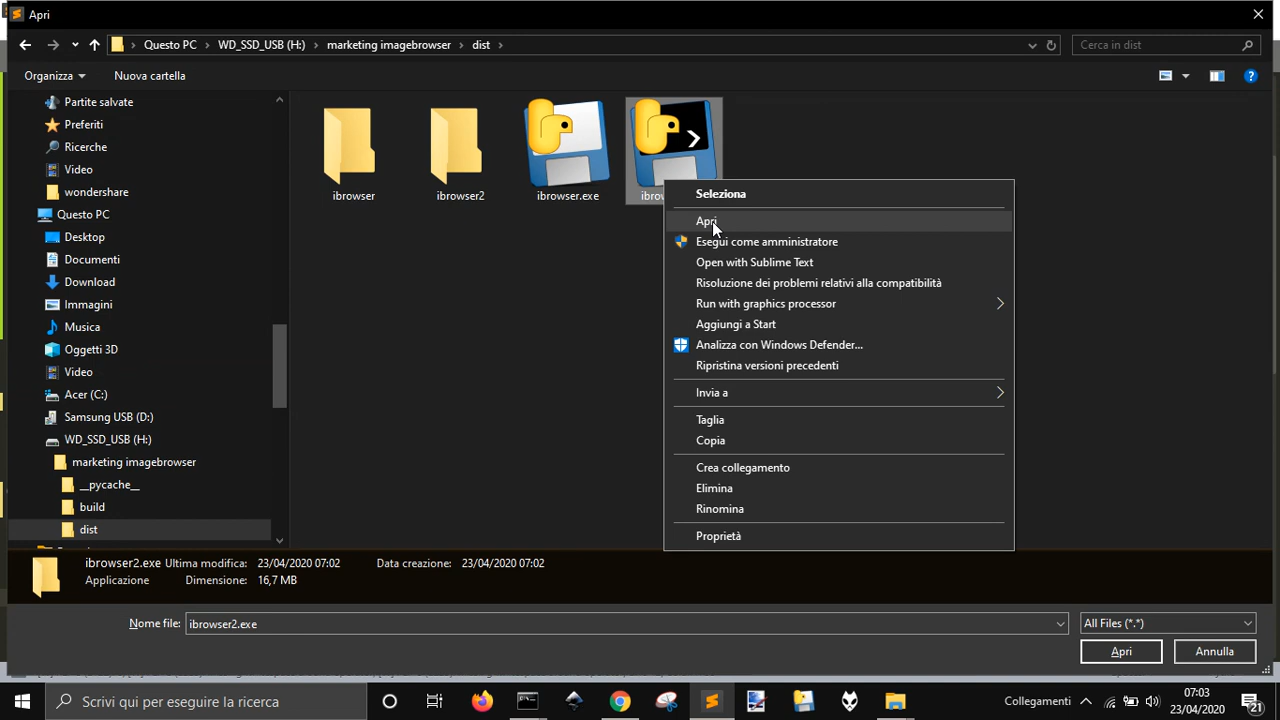 Apri
Questo PC
WD_SSD_USB (H:)
marketing imagebrowser
dist
Cerca in dist
Organizza
Nuova cartella
Partite salvate
Preferiti
Ricerche
Video
wondershare
Questo PC
Desktop
Documenti
Download
Immagini
Musica
Oggetti 3D
Video
Acer (C:)
Samsung USB (D:)
WD_SSD_USB (H:)
marketing imagebrowser
__pycache__
build
dist
ibrowser
ibrowser2
ibrowser.exe
Seleziona
Apri
Esegui come amministratore
Open with Sublime Text
Risoluzione dei problemi relativi alla compatibilità
Run with graphics processor
Aggiungi a Start
Analizza con Windows Defender...
Ripristina versioni precedenti
Invia a
Taglia
Copia
Crea collegamento
Elimina
Rinomina
Proprietà
ibrowser2.exe Ultima modifica: 23/04/2020 07:02 Data creazione: 23/04/2020 07:02
Applicazione Dimensione: 16,7 MB
Nome file: ibrowser2.exe All Files (*.*)
Apri Annulla
Scrivi qui per eseguire la ricerca
Collegamenti
07:03
23/04/2020
21